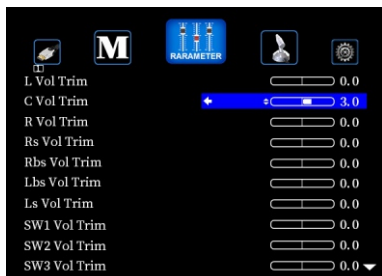 M
RARAMETER
L Vol Trim 0.0
C Vol Trim 3.0
R Vol Trim 0.0
Rs Vol Trim 0.0
Rbs Vol Trim 0.0
Lbs Vol Trim 0.0
Ls Vol Trim 0.0
SW1 Vol Trim 0.0
SW2 Vol Trim 0.0
SW3 Vol Trim 0.0